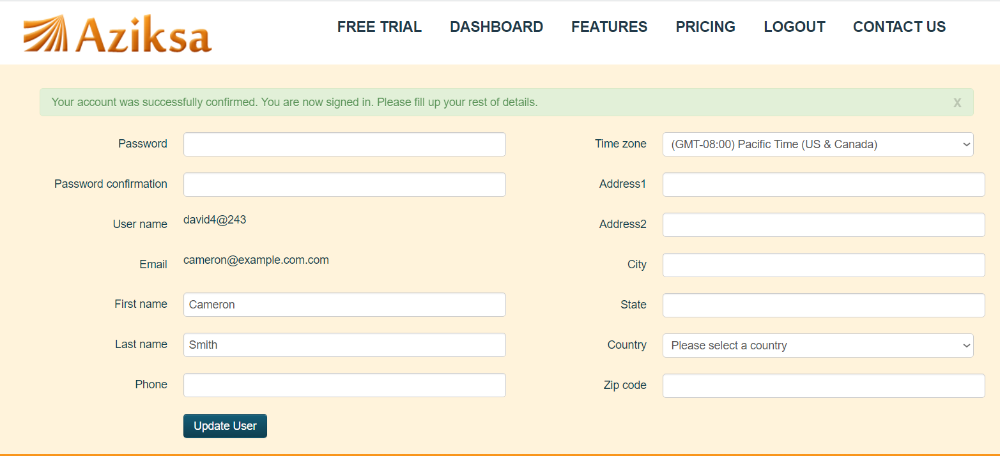 Aziksa
FREE TRIAL DASHBOARD FEATURES PRICING LOGOUT CONTACT US
Your account was successfully confirmed. You are now signed in. Please fill up your rest of details. X
Password
Password confirmation
User name david4@243
Email cameron@example.com.com
First name Cameron
Last name Smith
Phone
Update User
Time zone (GMT-08:00) Pacific Time (US & Canada)
Address1
Address2
City
State
Country Please select a country
Zip code